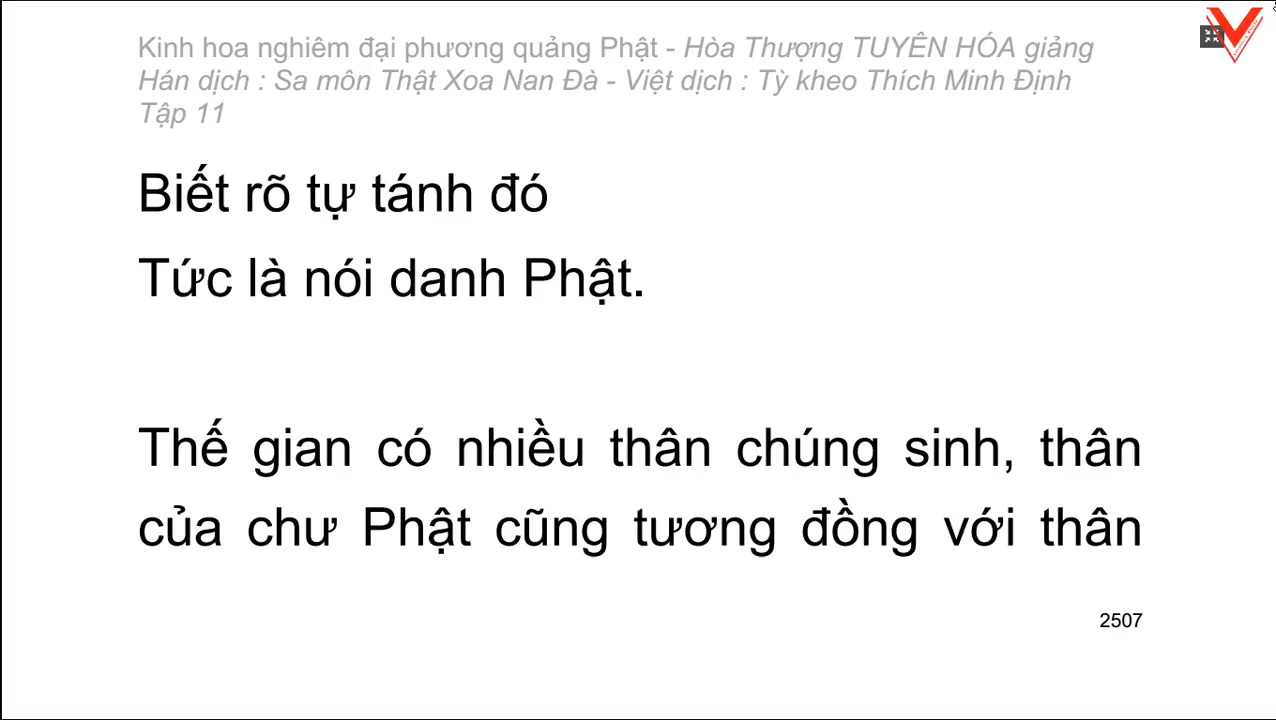 Kinh hoa nghiêm đại phương quảng Phật - Hòa Thượng TUYÊN HÓA giảng
Hán dịch : Sa môn Thật Xoa Nan Đà - Việt dịch : Tỳ kheo Thích Minh Định
Tập 11
Biết rõ tự tánh đó
Tức là nói danh Phật.
Thế gian có nhiều thân chúng sinh, thân
của chư Phật cũng tương đồng với thân
2507